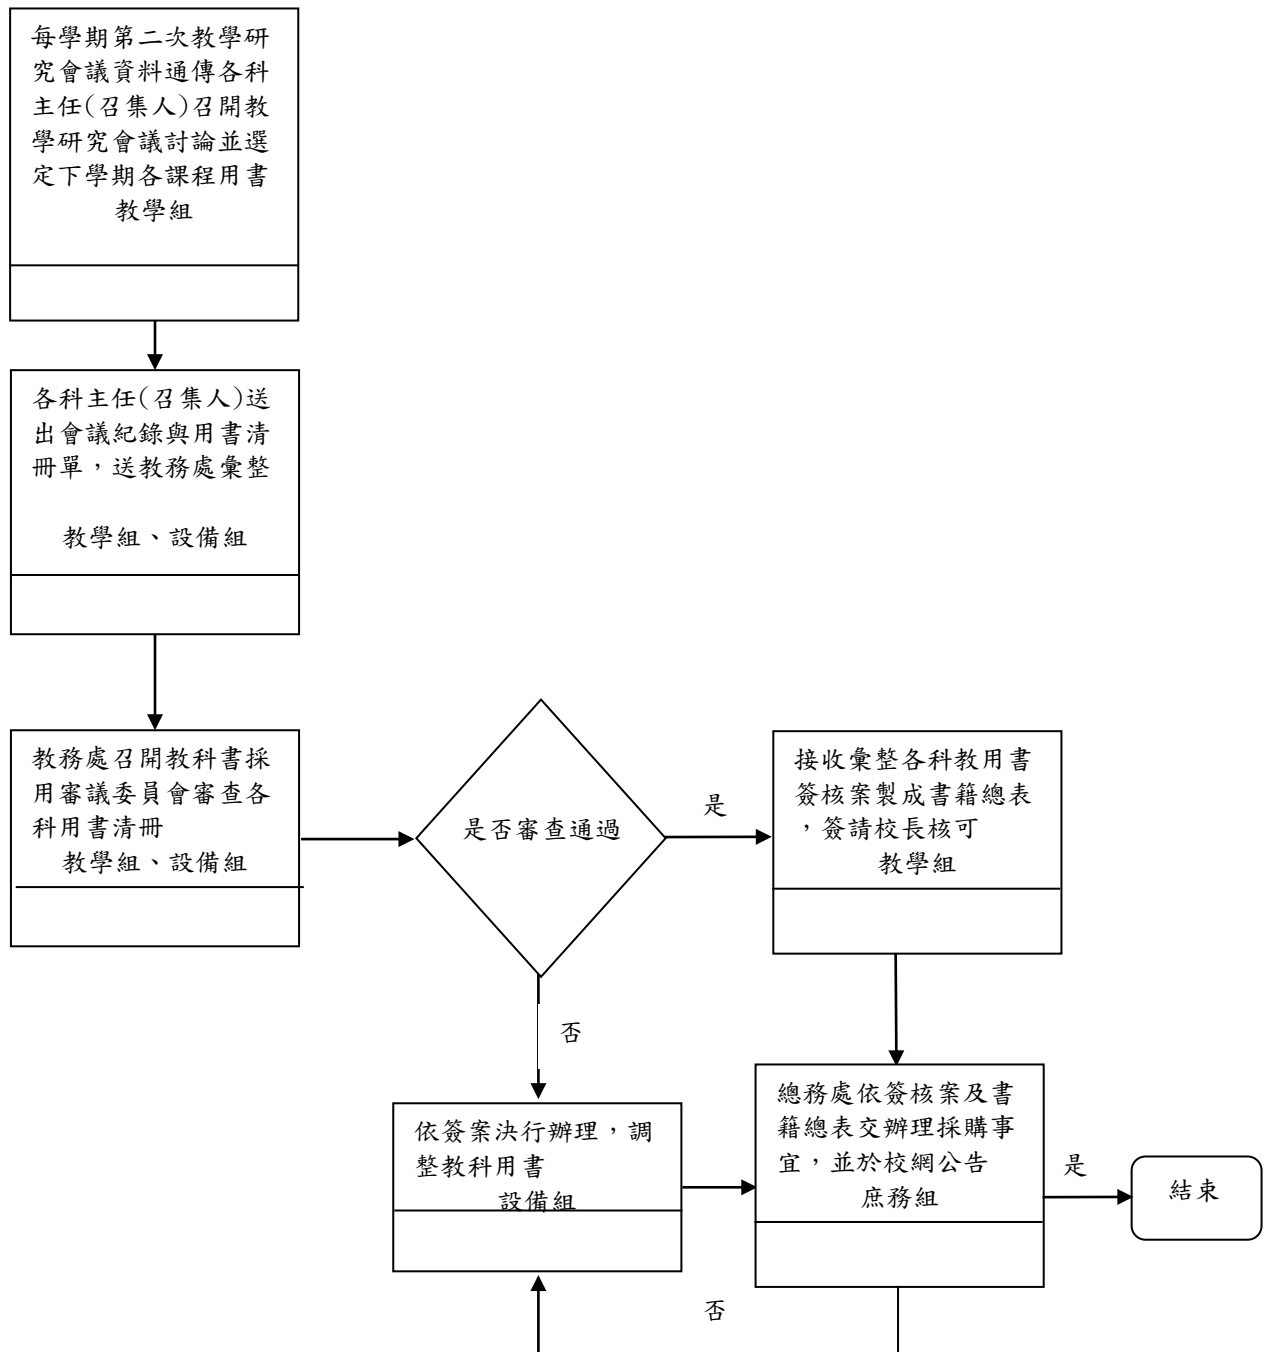 每學期第二次教學研
究會議資料通傳各科
主任(召集人)召開教
學研究會議討論並選
定下學期各課程用書
教學組
各科主任(召集人)送
出會議紀錄與用書清
冊單，送教務處彙整
教學組、設備組
教務處召開教科書採
用審議委員會審查各
科用書清冊
教學組、設備組
是否審查通過
是
接收彙整各科教用書
簽核案製成書籍總表
，簽請校長核可
教學組
否
依簽案決行辦理，調
整教科用書
設備組
總務處依簽核案及書
籍總表交辦理採購事
宜，並於校網公告
庶務組
是
結束
否